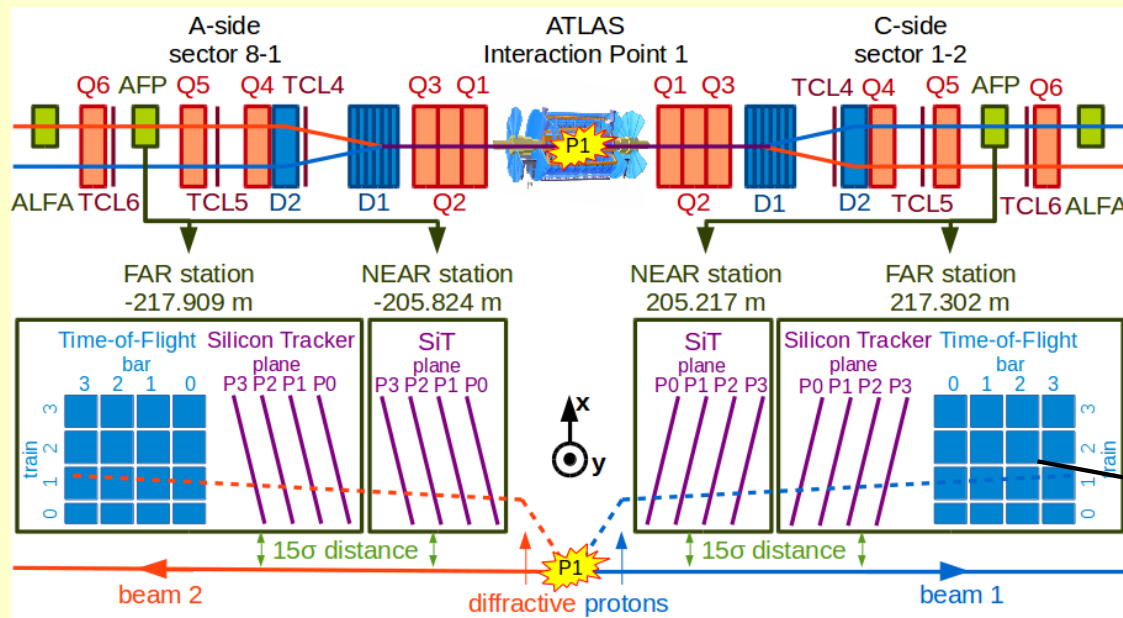 A-side
sector 8-1
ATLAS
Interaction Point 1
C-side
sector 1-2
Q6 AFP Q5 Q4 TCL4 Q3 Q1
Q1 Q3 TCL4 Q4 Q5 AFP Q6
P1
ALFA TCL6 TCL5 D2 D1 Q2
Q2 D1 D2 TCL5 TCL6 ALFA
FAR station
-217.909 m
NEAR station
-205.824 m
NEAR station
205.217 m
FAR station
217.302 m
Time-of-Flight
bar
3 2 1 0
train
3
2
1
0
Silicon Tracker
plane
P3 P2 P1 P0
SiT
plane
P3 P2 P1 P0
x
y
SiT
plane
P0 P1 P2 P3
Silicon Tracker
plane
P0 P1 P2 P3
Time-of-Flight
bar
0 1 2 3
3
2
1
0
train
15σ distance
15σ distance
P1
beam 2
diffractive protons
beam 1